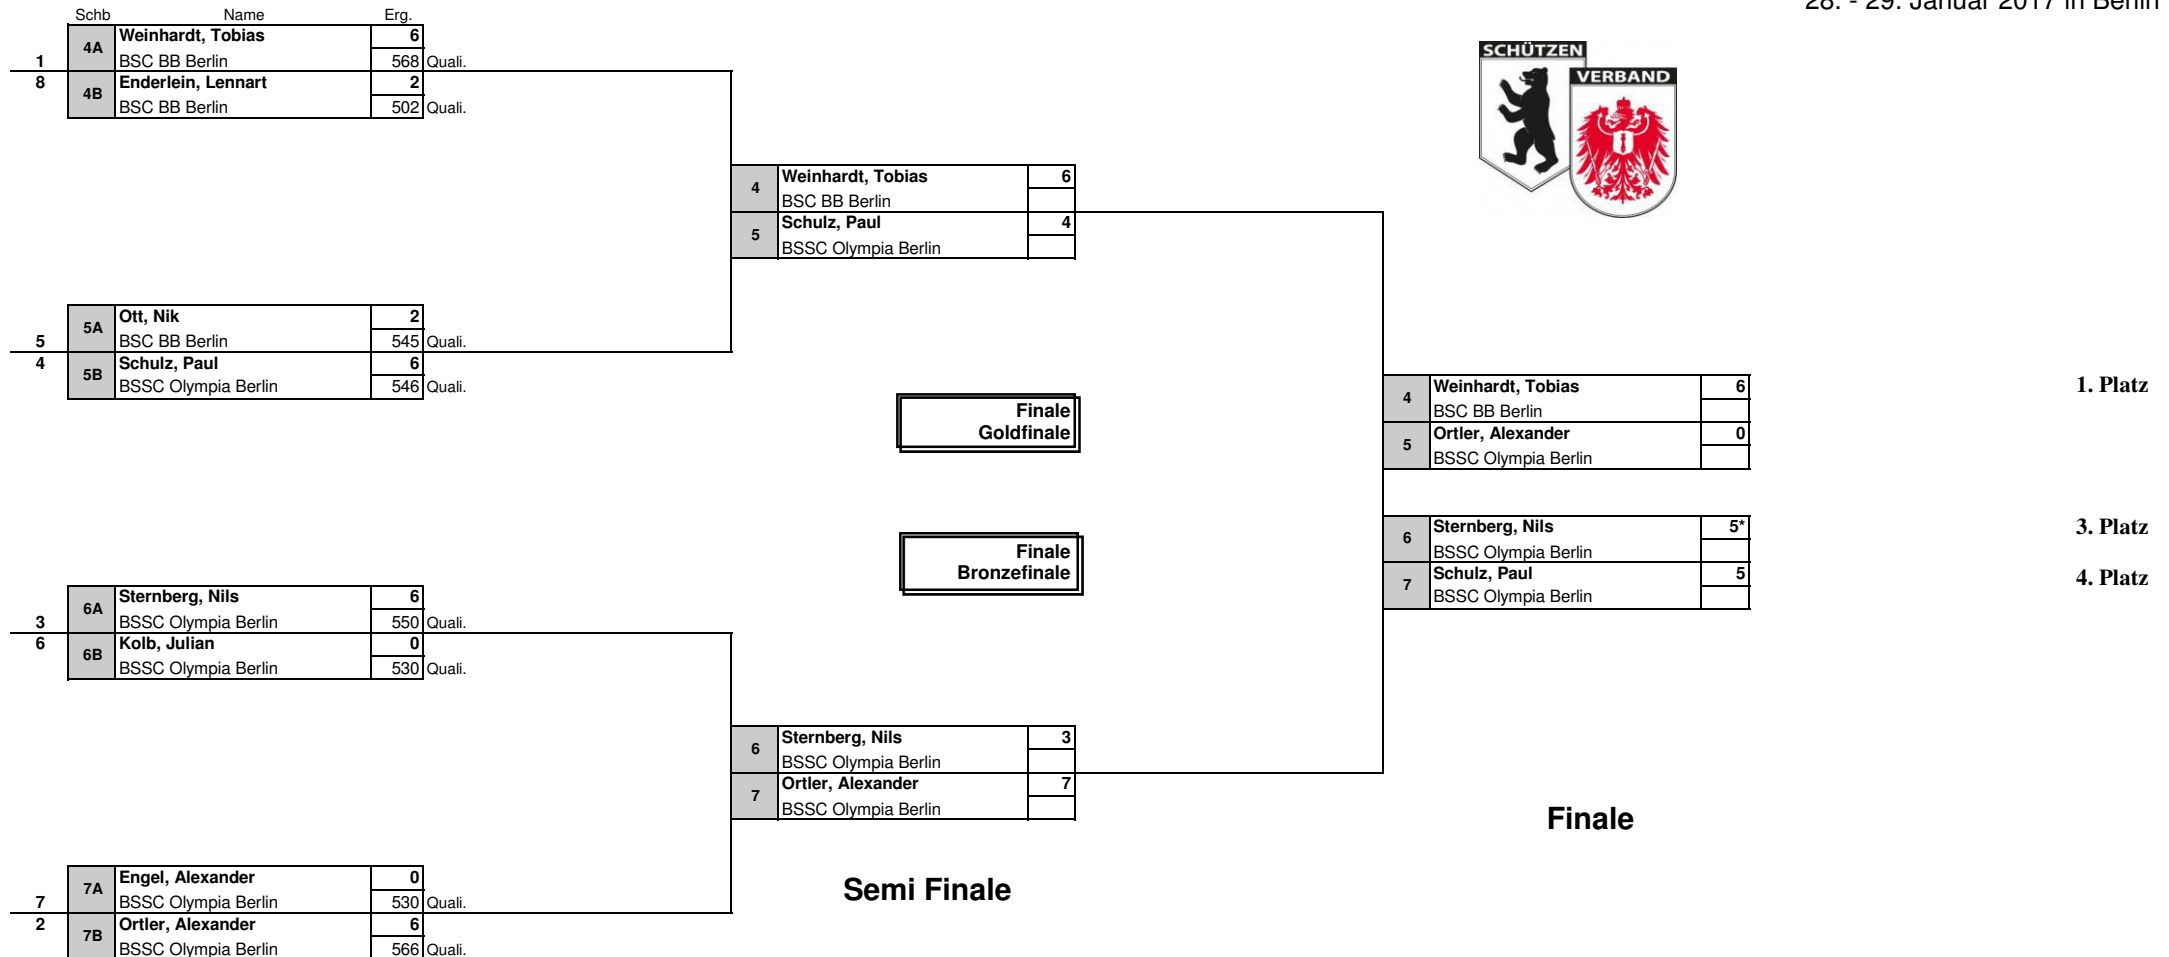 28. - 29. Januar 2017 in Berlin
Schb Name Erg.
4A Weinhardt, Tobias 6
1 BSC BB Berlin 568 Quali.
8 4B Enderlein, Lennart 2
BSC BB Berlin 502 Quali.
SCHÜTZEN
VERBAND
4 Weinhardt, Tobias 6
BSC BB Berlin
5 Schulz, Paul 4
BSSC Olympia Berlin
5A Ott, Nik 2
5 BSC BB Berlin 545 Quali.
4 5B Schulz, Paul 6
BSSC Olympia Berlin 546 Quali.
Finale
Goldfinale
4 Weinhardt, Tobias 6 1. Platz
BSC BB Berlin
5 Ortler, Alexander 0
BSSC Olympia Berlin
Finale
Bronzefinale
6 Sternberg, Nils 5* 3. Platz
BSSC Olympia Berlin
7 Schulz, Paul 5 4. Platz
BSSC Olympia Berlin
6A Sternberg, Nils 6
3 BSSC Olympia Berlin 550 Quali.
6 6B Kolb, Julian 0
BSSC Olympia Berlin 530 Quali.
6 Sternberg, Nils 3
BSSC Olympia Berlin
7 Ortler, Alexander 7
BSSC Olympia Berlin
Finale
Semi Finale
7A Engel, Alexander 0
7 BSSC Olympia Berlin 530 Quali.
2 7B Ortler, Alexander 6
BSSC Olympia Berlin 566 Quali.